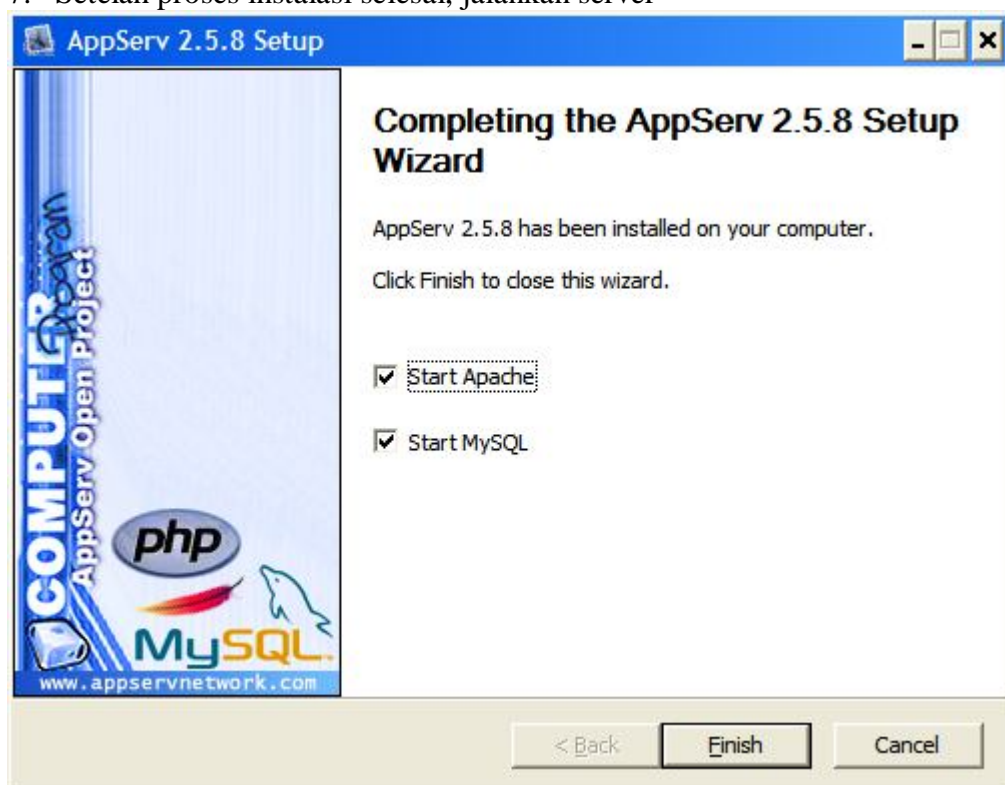 7. Setelah proses instalasi selesai, jalankan server
AppServ 2.5.8 Setup
Completing the AppServ 2.5.8 Setup
Wizard
AppServ 2.5.8 has been installed on your computer.
Click Finish to close this wizard.
Start Apache
Start MySQL
COMPUTER
Program
AppServ Open Project
php
MySQL
www.appservnetwork.com
< Back
Finish
Cancel